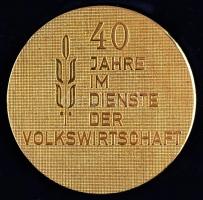 40
JAHRE
IM
DIENSTE
DER
VOLKSWIRTSCHAFT